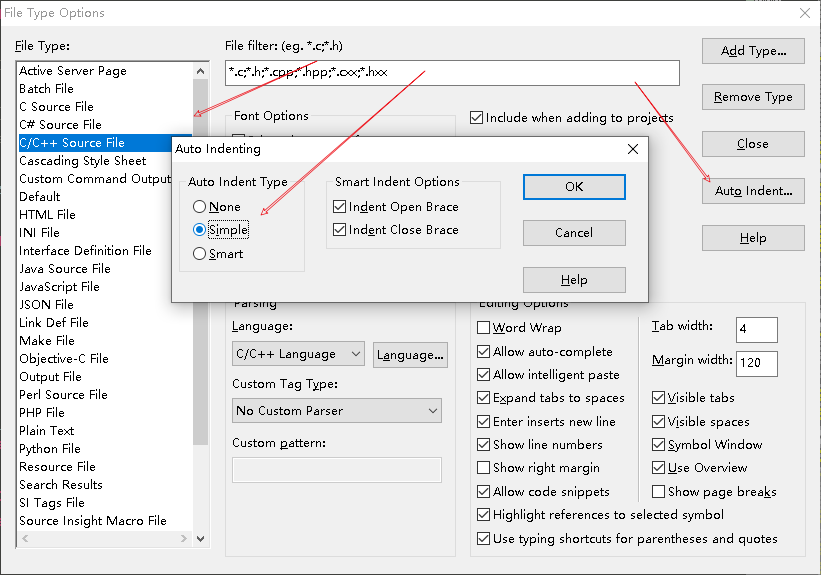 File Type Options
File Type:
File filter: (eg. *.c;*.h)
*.c;*.h;*.cpp;*.hpp;*.cxx;*.hxx
Add Type...
Remove Type
Close
Auto Indent...
Help
Active Server Page
Batch File
C Source File
C# Source File
C/C++ Source File
Cascading Style Sheet
Custom Command Output
Default
HTML File
INI File
Interface Definition File
Java Source File
JavaScript File
JSON File
Link Def File
Make File
Objective-C File
Output File
Perl Source File
PHP File
Plain Text
Python File
Resource File
Search Results
SI Tags File
Source Insight Macro File
Font Options
Include when adding to projects
Auto Indenting
Auto Indent Type
None
Simple
Smart
Smart Indent Options
Indent Open Brace
Indent Close Brace
OK
Cancel
Help
Parsing
Language:
C/C++ Language
Language...
Custom Tag Type:
No Custom Parser
Custom pattern:
Editing Options
Word Wrap
Allow auto-complete
Allow intelligent paste
Expand tabs to spaces
Enter inserts new line
Show line numbers
Show right margin
Allow code snippets
Highlight references to selected symbol
Use typing shortcuts for parentheses and quotes
Tab width:
4
Margin width:
120
Visible tabs
Visible spaces
Symbol Window
Use Overview
Show page breaks